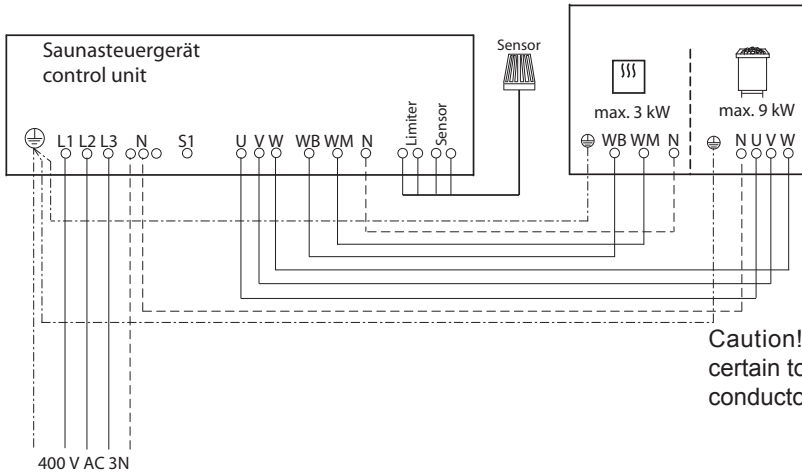 Saunasteuergerät
control unit
Sensor
max. 3 kW
max. 9 kW
L1 L2 L3 N S1 U V W WB WM N Limiter Sensor
WB WM N N U V W
Caution!
certain to
conducto
400 V AC 3N